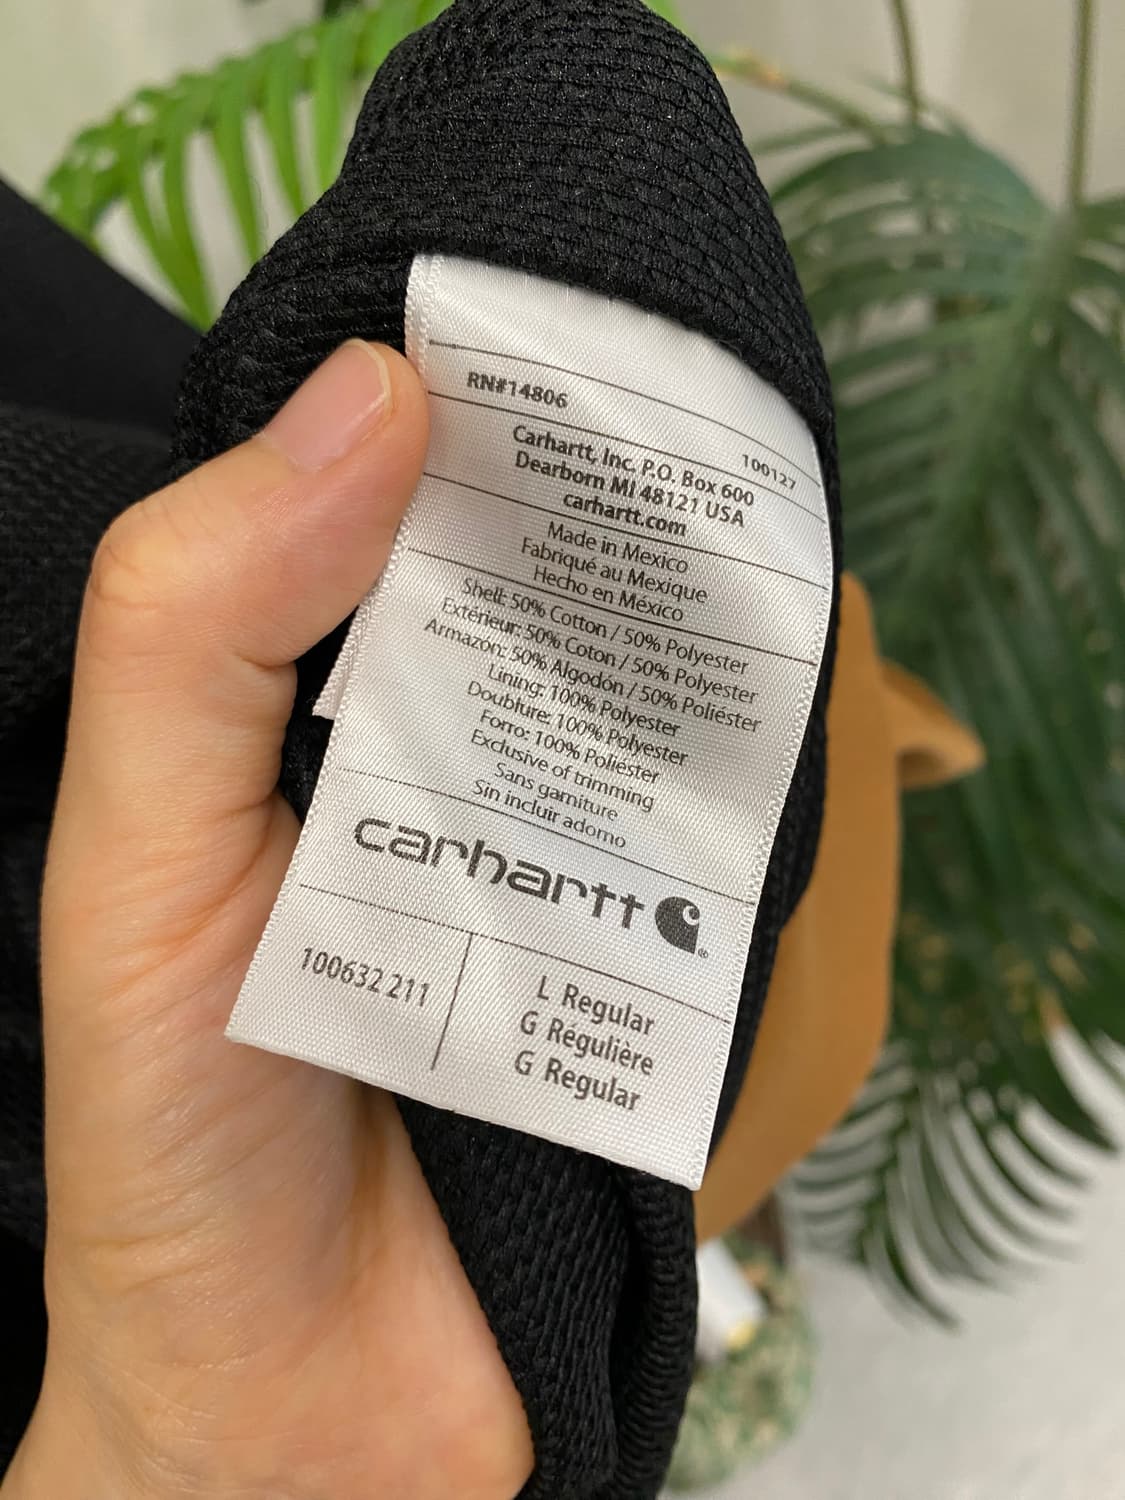 RN#14806
100127
Carhartt, Inc. P.O. Box 600
Dearborn MI 48121 USA
carhartt.com
Made in Mexico
Fabriqué au Mexique
Hecho en México
Shell: 50% Cotton / 50% Polyester
Extérieur: 50% Coton / 50% Polyester
Armazón: 50% Algodón / 50% Poliéster
Lining: 100% Polyester
Doublure: 100% Polyester
Forro: 100% Poliéster
Exclusive of trimming
Sans garniture
Sin incluir adorno
carhartt
100632 211
L Regular
G Régulière
G Regular